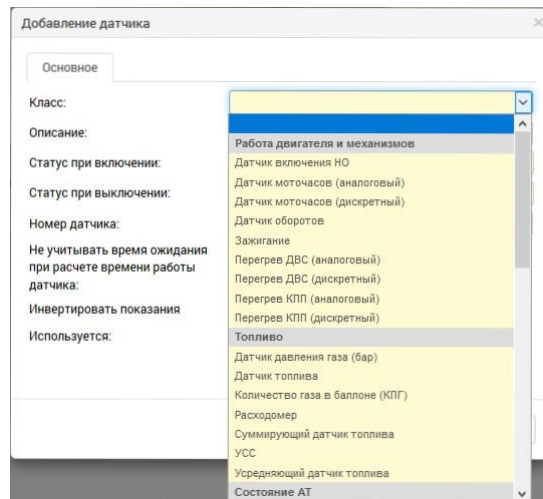 Добавление датчика
×
Основное
Класс:
Описание:
Статус при включении:
Статус при выключении:
Номер датчика:
Не учитывать время ожидания
при расчете времени работы
датчика:
Инвертировать показания
Используется:
Работа двигателя и механизмов
Датчик включения НО
Датчик моточасов (аналоговый)
Датчик моточасов (дискретный)
Датчик оборотов
Зажигание
Перегрев ДВС (аналоговый)
Перегрев ДВС (дискретный)
Перегрев КПП (аналоговый)
Перегрев КПП (дискретный)
Топливо
Датчик давления газа (бар)
Датчик топлива
Количество газа в баллоне (КПГ)
Расходомер
Суммирующий датчик топлива
УСС
Усредняющий датчик топлива
Состояние АТ